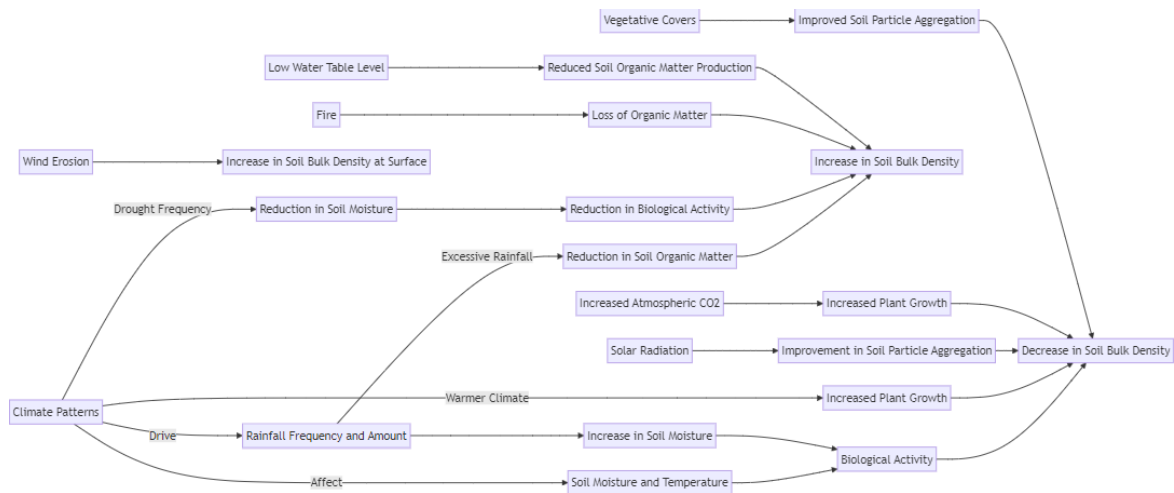 Vegetative Covers
Improved Soil Particle Aggregation
Low Water Table Level
Reduced Soil Organic Matter Production
Fire
Loss of Organic Matter
Wind Erosion
Increase in Soil Bulk Density at Surface
Increase in Soil Bulk Density
Drought Frequency
Reduction in Soil Moisture
Reduction in Biological Activity
Excessive Rainfall
Reduction in Soil Organic Matter
Increased Atmospheric CO2
Increased Plant Growth
Solar Radiation
Improvement in Soil Particle Aggregation
Decrease in Soil Bulk Density
Climate Patterns
Warmer Climate
Increased Plant Growth
Drive
Rainfall Frequency and Amount
Increase in Soil Moisture
Biological Activity
Affect
Soil Moisture and Temperature